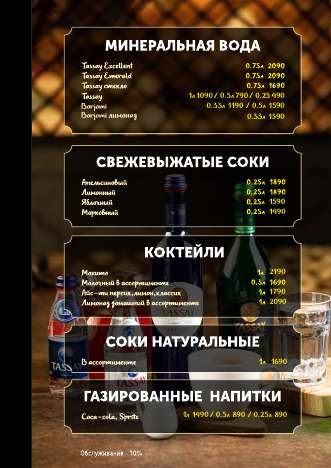 МИНЕРАЛЬНАЯ ВОДА
Tassay Excellent 0.75л 2090
Tassay Emerald 0.75л 2090
Tassay стекло 0.75л 1690
Tassay 1л 1090 / 0.5л 790 / 0.25 490
Borjomi 0.33л 1190 / 0.5л 1590
Borjomi лимонад 0.33л 1590
СВЕЖЕВЫЖАТЫЕ СОКИ
Апельсиновый 0,25л 1890
Лимонный 0,25л 1890
Яблочный 0,25л 1590
Морковный 0,25л 1490
КОКТЕЙЛИ
Махито 1л 2190
Молочный в ассортименте 0.3л 1690
Айс-ти персик,лимон,классик 1л 1790
Лимонад домашний в ассортименте 1л 2090
TASSAY
СОКИ НАТУРАЛЬНЫЕ
В ассортименте 1л 1690
TASSAY
ГАЗИРОВАННЫЕ НАПИТКИ
Coca-cola, Sprite 1л 1490 / 0.5л 890 / 0.25л 890
Обслуживание 10%